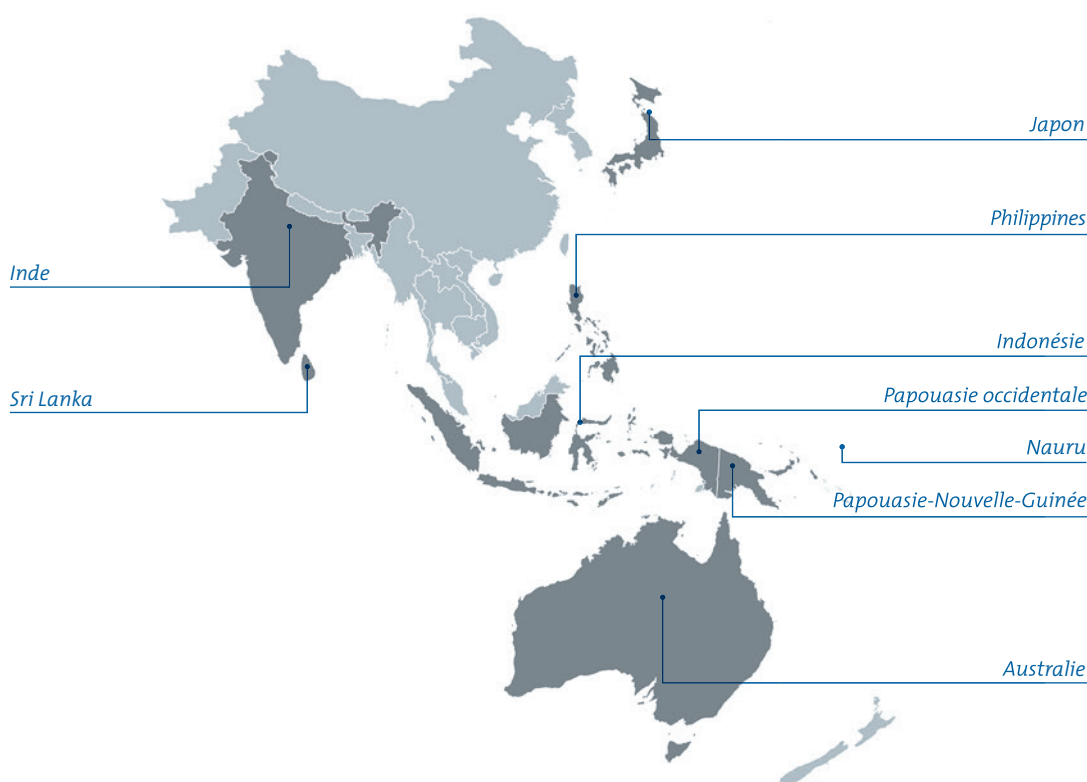 Japon
Philippines
Inde
Indonésie
Sri Lanka
Papouasie occidentale
Nauru
Papouasie-Nouvelle-Guinée
Australie